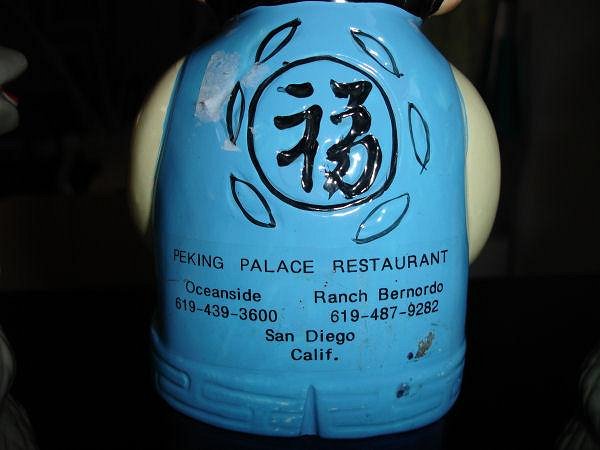 福
PEKING PALACE RESTAURANT
Oceanside Ranch Bernordo
619-439-3600 619-487-9282
San Diego
Calif.